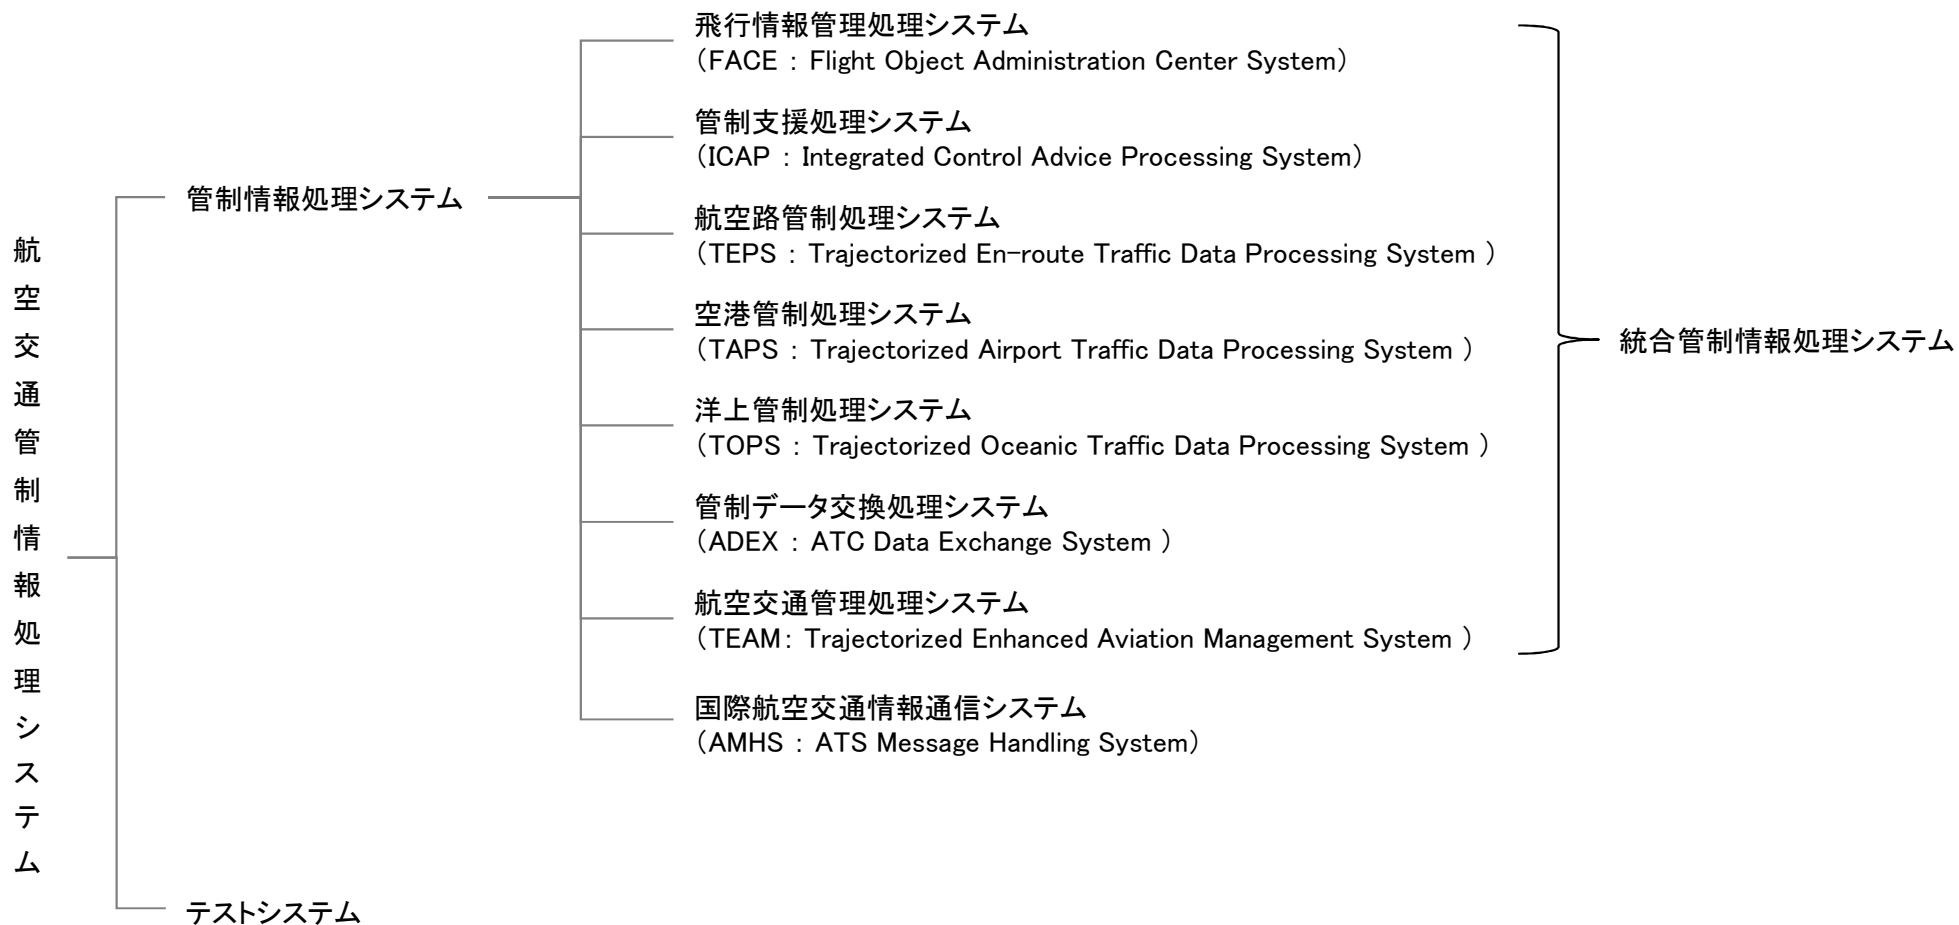 航空交通管制情報処理システム
管制情報処理システム
飛行情報管理処理システム
（FACE : Flight Object Administration Center System）
管制支援処理システム
（ICAP : Integrated Control Advice Processing System）
航空路管制処理システム
（TEPS : Trajectorized En-route Traffic Data Processing System ）
空港管制処理システム
（TAPS : Trajectorized Airport Traffic Data Processing System ）
洋上管制処理システム
（TOPS : Trajectorized Oceanic Traffic Data Processing System ）
管制データ交換処理システム
（ADEX : ATC Data Exchange System ）
航空交通管理処理システム
（TEAM: Trajectorized Enhanced Aviation Management System ）
国際航空交通情報通信システム
（AMHS : ATS Message Handling System）
統合管制情報処理システム
テストシステム